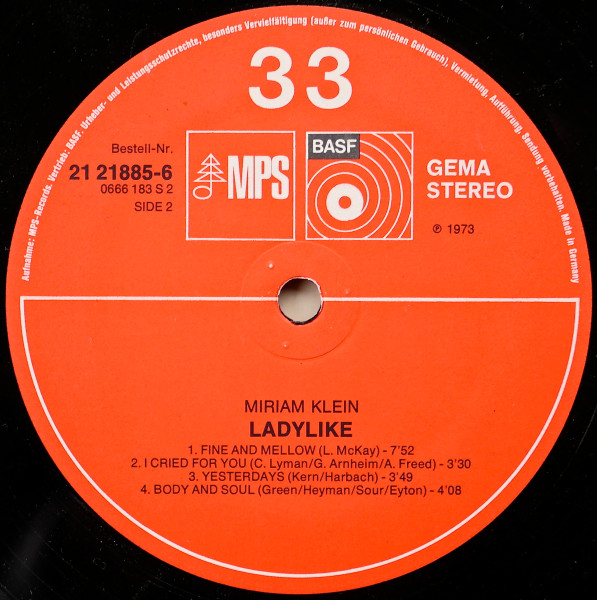 Aufnahme: MPS-Records. Vertrieb: BASF. Urheber- und Leistungsschutzrechte, besonders Vervielfältigung (außer zum persönlichen Gebrauch), Vermietung, Aufführung, Sendung vorbehalten. Made in Germany
33
Bestell-Nr.
21 21885-6
0666 183 S 2
SIDE 2
MPS
BASF
GEMA
STEREO
℗ 1973
MIRIAM KLEIN
LADYLIKE
1. FINE AND MELLOW (L. McKay) - 7'52
2. I CRIED FOR YOU (C. Lyman/G. Arnheim/A. Freed) - 3'30
3. YESTERDAYS (Kern/Harbach) - 3'49
4. BODY AND SOUL (Green/Heyman/Sour/Eyton) - 4'08